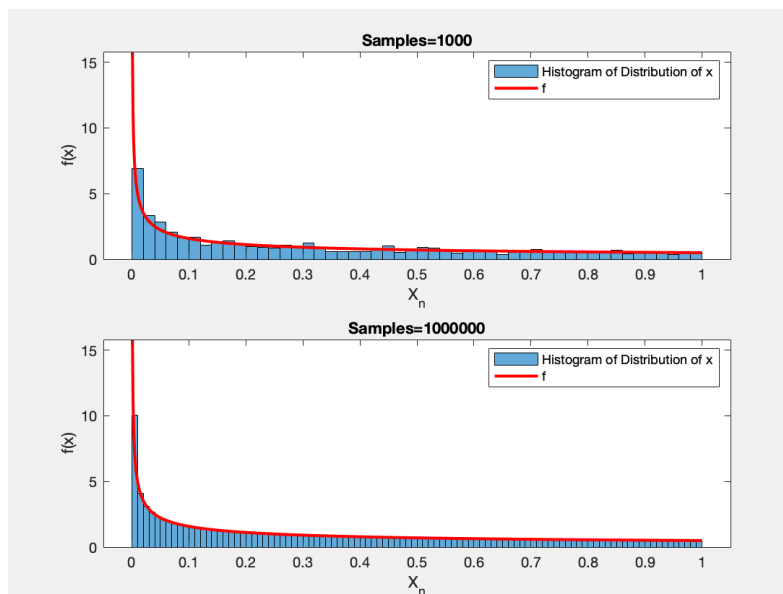 Samples=1000
15
10
5
0
f(x)
Histogram of Distribution of x
f
0 0.1 0.2 0.3 0.4 0.5 0.6 0.7 0.8 0.9 1
X_n
Samples=1000000
15
10
5
0
f(x)
Histogram of Distribution of x
f
0 0.1 0.2 0.3 0.4 0.5 0.6 0.7 0.8 0.9 1
X_n